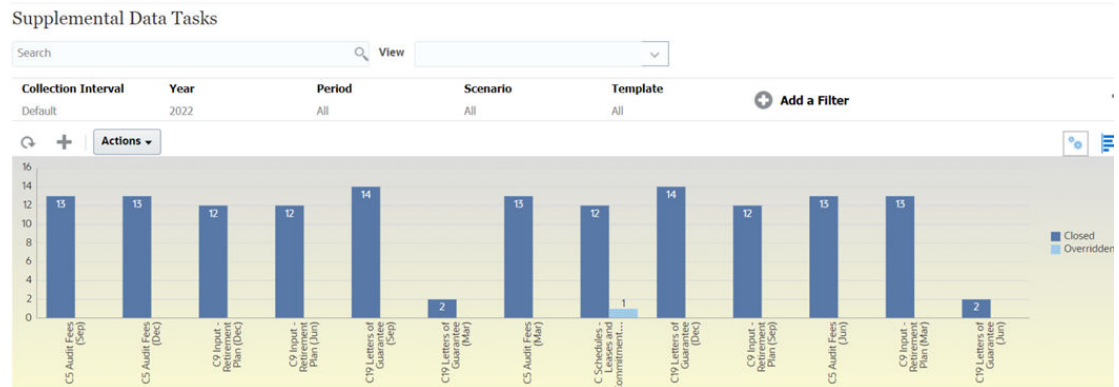 Supplemental Data Tasks
Search
View
Collection Interval Year Period Scenario Template
Default 2022 All All All
Add a Filter
Actions
16
14
12
10
8
6
4
2
0
13 13 12 12 14 2 13 12 1 14 12 13 13 2
Closed
Overridden
C5 Audit Fees
(Sep)
C5 Audit Fees
(Dec)
C9 Input -
Retirement
Plan (Dec)
C9 Input -
Retirement
Plan (Jun)
C19 Letters of
Guarantee
(Sep)
C19 Letters of
Guarantee
(Mar)
C5 Audit Fees
(Mar)
C Schedules -
Leases and
ommitment...
C19 Letters of
Guarantee
(Dec)
C9 Input -
Retirement
Plan (Sep)
C5 Audit Fees
(Jun)
C9 Input -
Retirement
Plan (Mar)
C19 Letters of
Guarantee
(Jun)